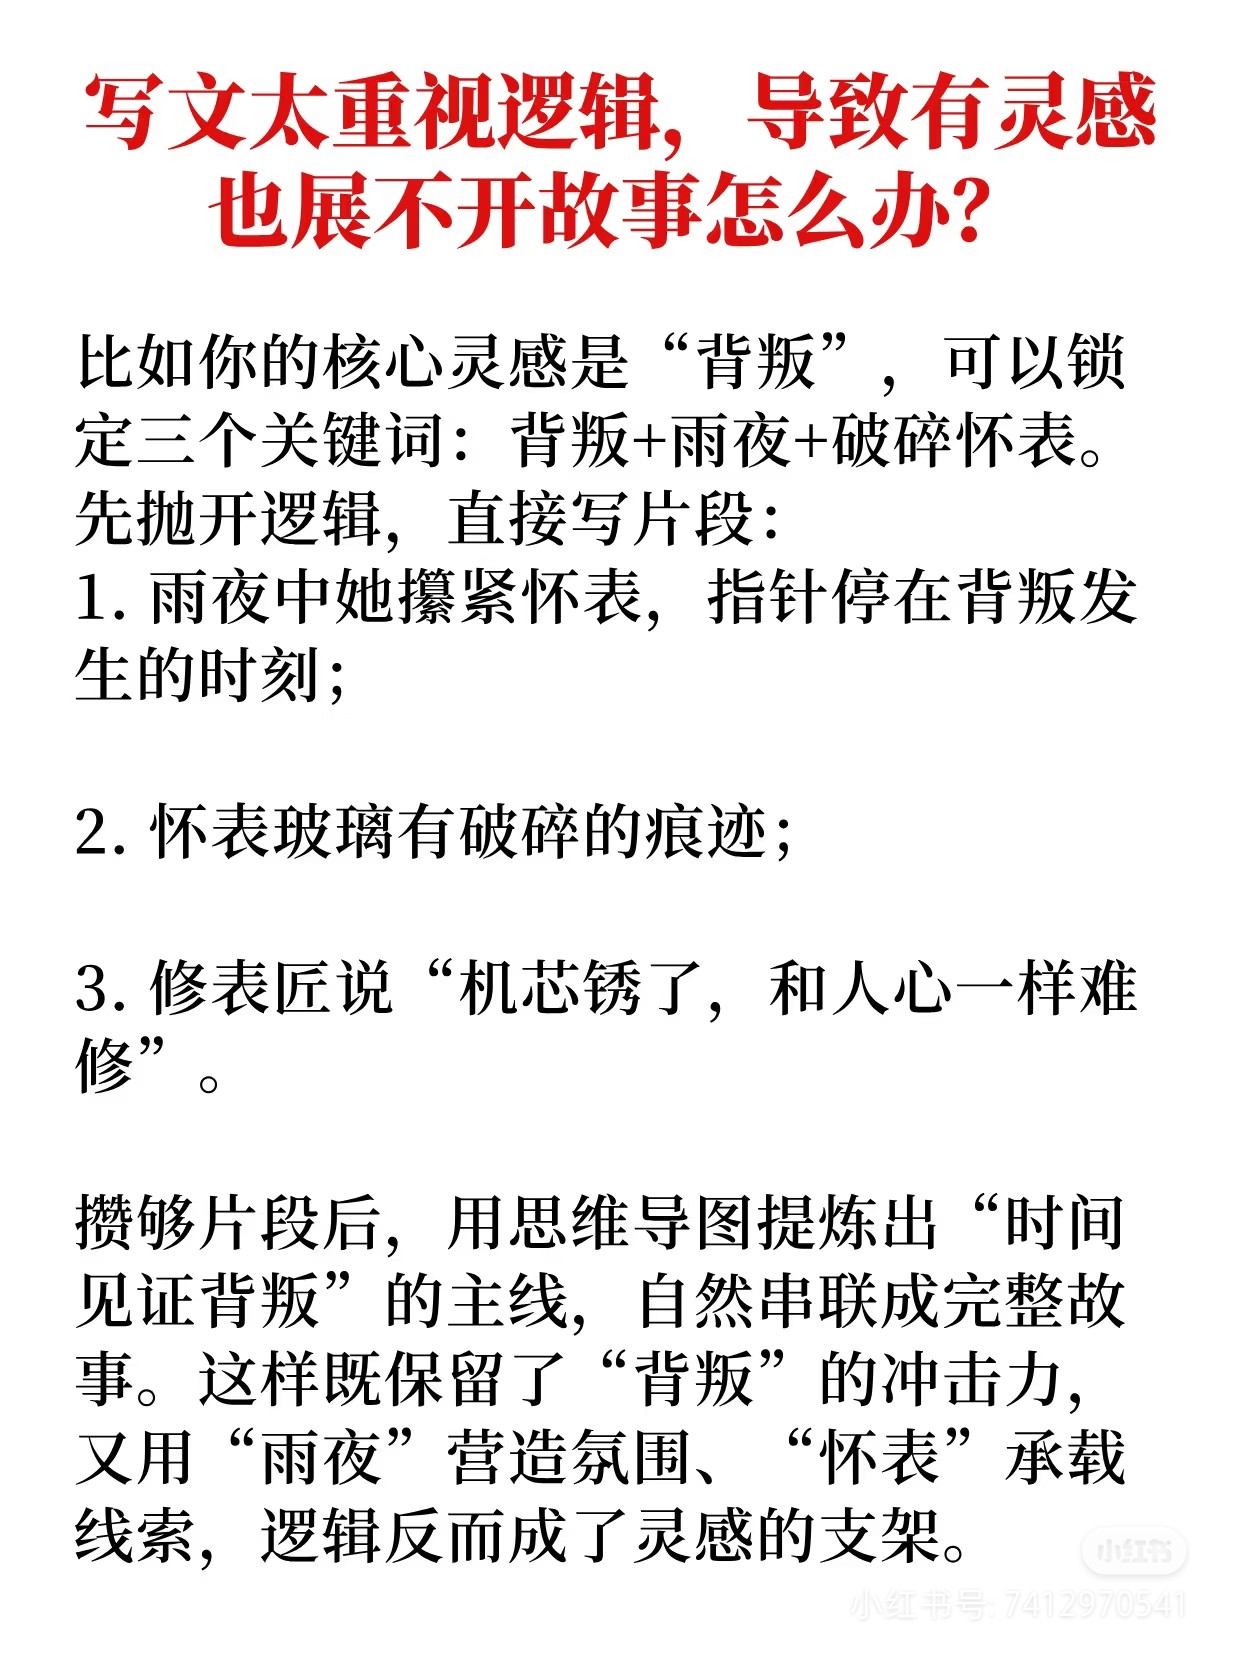 写文太重视逻辑，导致有灵感
也展不开故事怎么办？
比如你的核心灵感是“背叛”，可以锁
定三个关键词：背叛+雨夜+破碎怀表。
先抛开逻辑，直接写片段：
1. 雨夜中她攥紧怀表，指针停在背叛发
生的时刻；
2. 怀表玻璃有破碎的痕迹；
3. 修表匠说“机芯锈了，和人心一样难
修”。
攒够片段后，用思维导图提炼出“时间
见证背叛”的主线，自然串联成完整故
事。这样既保留了“背叛”的冲击力，
又用“雨夜”营造氛围、“怀表”承载
线索，逻辑反而成了灵感的支架。
小红书
小红书号: 7412970541